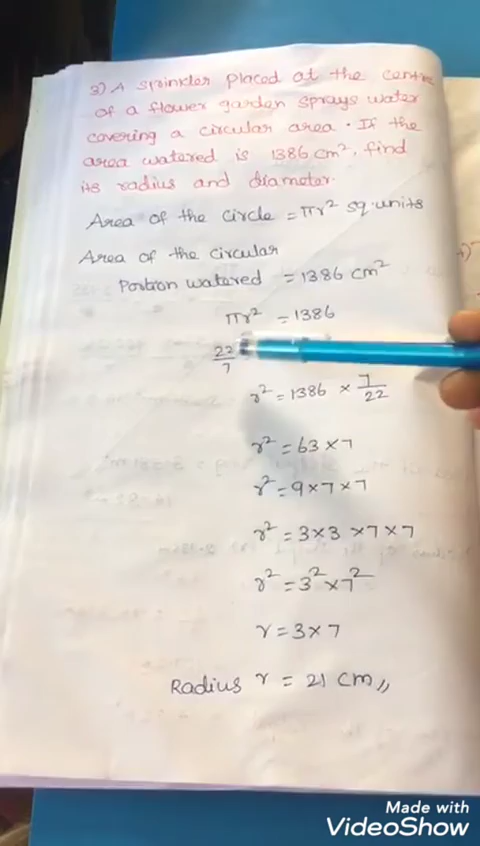 3) A sprinkler placed at the centre
of a flower garden sprays water
covering a circular area. If the
area watered is 1386 cm², find
its radius and diameter.
Area of the circle = πr² sq.units
Area of the circular
Portion watered = 1386 cm²
πr² = 1386
22/7
r² = 1386 × 7/22
r² = 63 × 7
r² = 9 × 7 × 7
r² = 3 × 3 × 7 × 7
r² = 3² × 7²
r = 3 × 7
Radius r = 21 cm,,
Made with
VideoShow